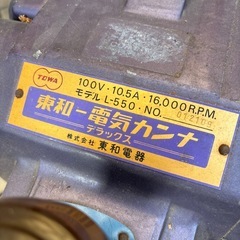 TOWA
100V・10.5A・16,000R.P.M.
モデル L-550・NO.
東和ー電気カンナ
デラックス
株式会社 東和電器